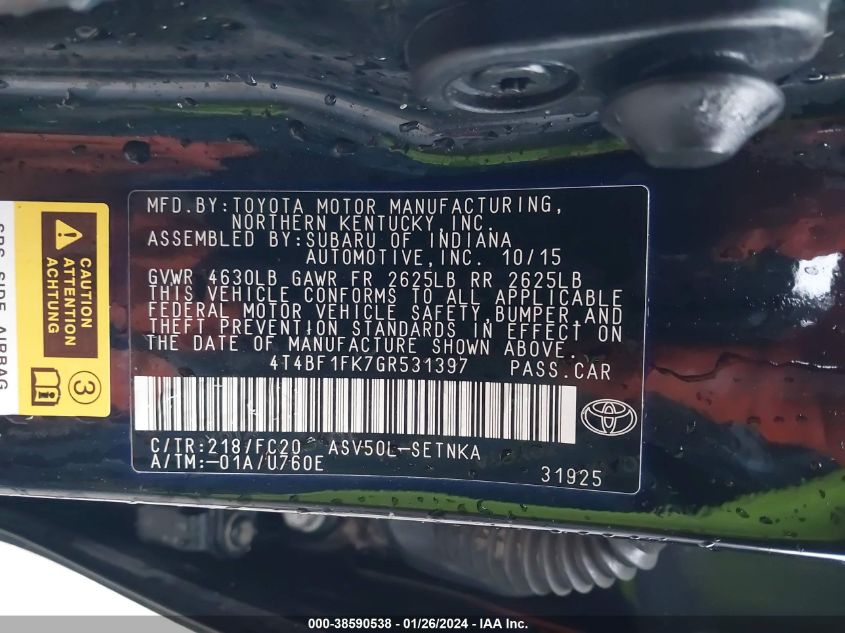 MFD.BY:TOYOTA MOTOR MANUFACTURING,
NORTHERN KENTUCKY,INC.
ASSEMBLED BY:SUBARU OF INDIANA
AUTOMOTIVE,INC. 10/15
GVWR 4630LB GAWR FR 2625LB RR 2625LB
THIS VEHICLE CONFORMS TO ALL APPLICABLE
FEDERAL MOTOR VEHICLE SAFETY,BUMPER,AND
THEFT PREVENTION STANDARDS IN EFFECT ON
THE DATE OF MANUFACTURE SHOWN ABOVE.
4T4BF1FK7GR531397 PASS.CAR
C/TR:218/FC20 ASV50L-SETNKA
A/TM:-01A/U760E
31925
CAUTION
ATTENTION
ACHTUNG
3
SIDE AIRBAG
000-38590538 - 01/26/2024 - IAA Inc.